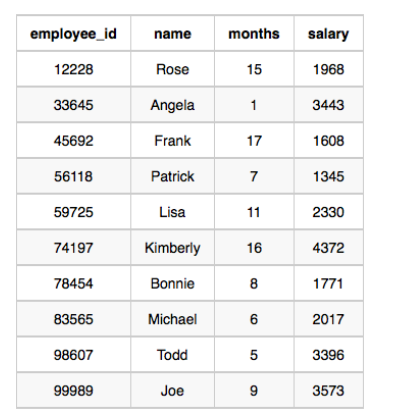 employee_id name months salary
12228 Rose 15 1968
33645 Angela 1 3443
45692 Frank 17 1608
56118 Patrick 7 1345
59725 Lisa 11 2330
74197 Kimberly 16 4372
78454 Bonnie 8 1771
83565 Michael 6 2017
98607 Todd 5 3396
99989 Joe 9 3573